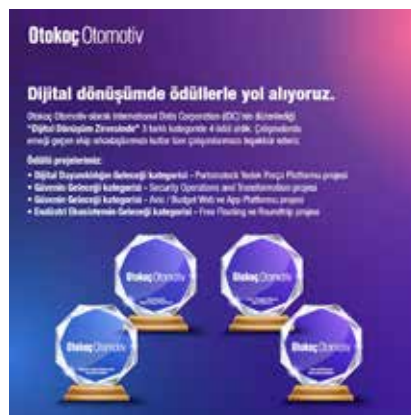 Otokoç Otomotiv
Dijital dönüşümde ödüllerle yol alıyoruz.
Otokoç Otomotiv olarak International Data Corporation (IDC)'nin düzenlediği
"Dijital Dönüşüm Zirvesinde" 3 farklı kategoride 4 ödül aldık. Çalışmalarda
emeği geçen ekip arkadaşlarımızı kutlar tüm çalışanlarımıza teşekkür ederiz.
Ödüllü projelerimiz:
• Dijital Dayanıklılığın Geleceği kategorisi - Partsmatock Yedek Parça Platformu projesi
• Güvenin Geleceği kategorisi - Security Operations and Transformation projesi
• Güvenin Geleceği kategorisi - Avis / Budget Web ve App Platformu projesi
• Endüstri Ekosisteminin Geleceği kategorisi - Free Floating ve Roundtrip projesi
Otokoç Otomotiv
Otokoç Otomotiv
Otokoç Otomotiv
Otokoç Otomotiv